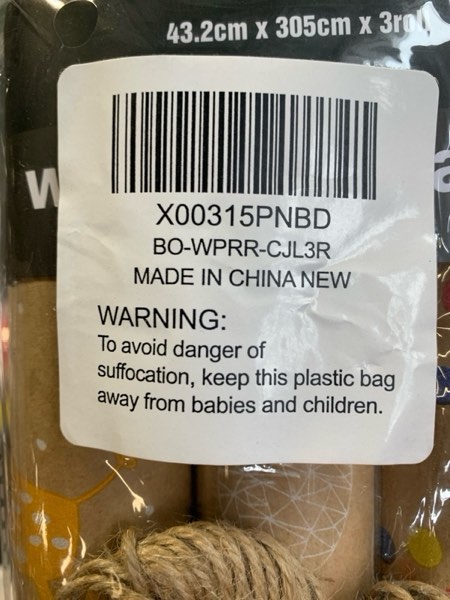 43.2cm x 305cm x 3roll
X00315PNBD
BO-WPRR-CJL3R
MADE IN CHINA NEW
WARNING:
To avoid danger of
suffocation, keep this plastic bag
away from babies and children.